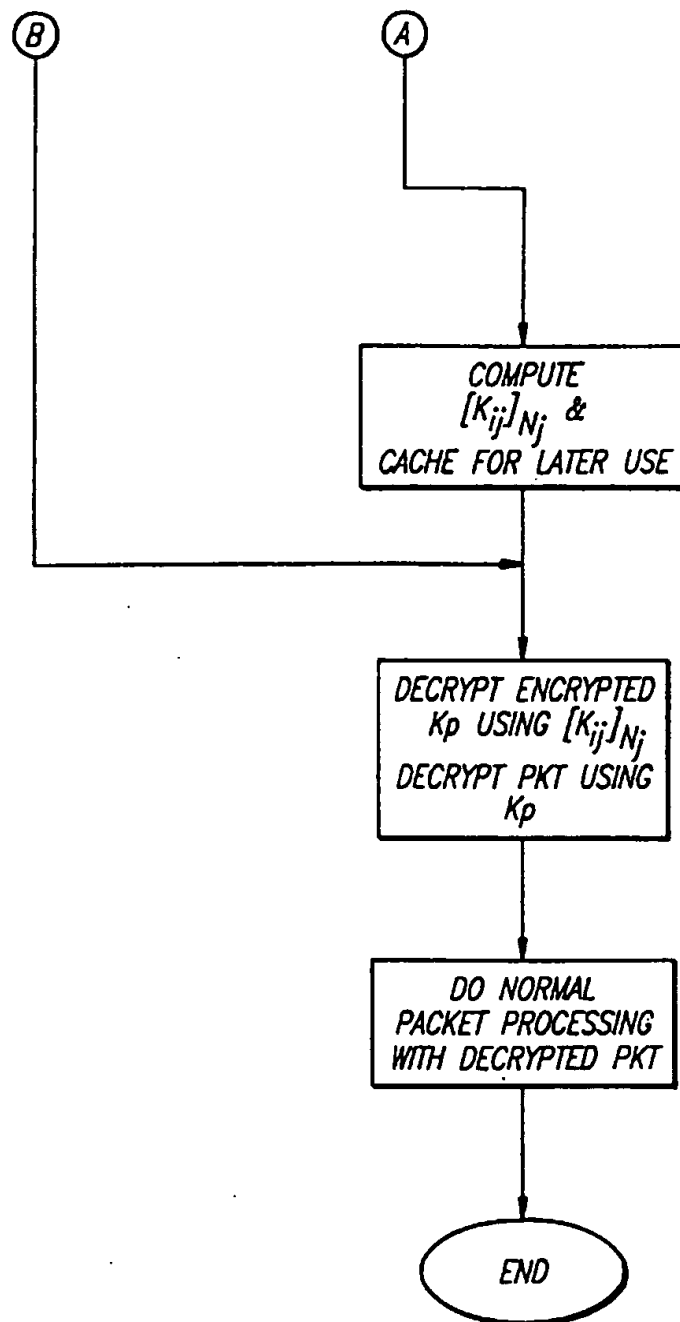 B
A
COMPUTE
[Kij]Nj &
CACHE FOR LATER USE
DECRYPT ENCRYPTED
Kp USING [Kij]Nj
DECRYPT PKT USING
Kp
DO NORMAL
PACKET PROCESSING
WITH DECRYPTED PKT
END